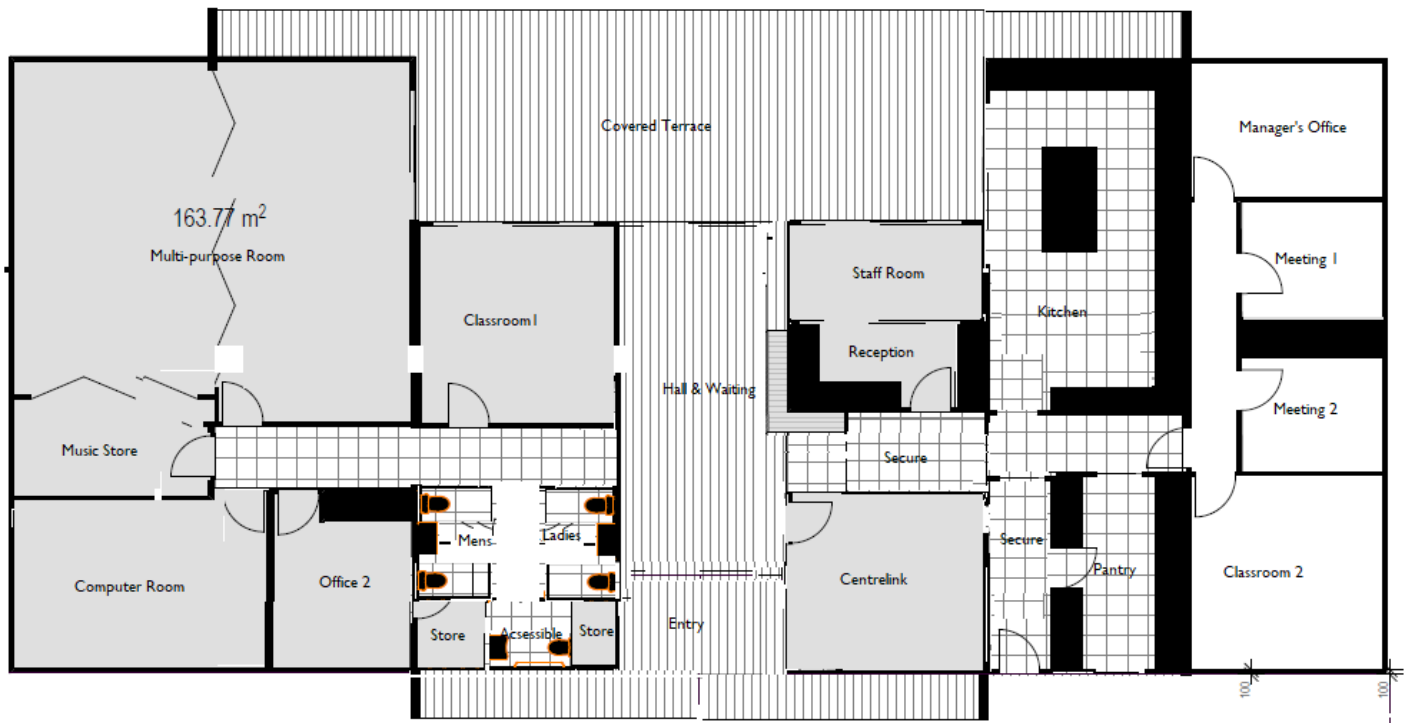 Covered Terrace
Manager's Office
163.77 m²
Multi-purpose Room
Meeting 1
Staff Room
Kitchen
Classroom1
Reception
Hall & Waiting
Meeting 2
Music Store
Secure
Mens
Ladies
Secure
Computer Room
Office 2
Centrelink
Pantry
Classroom 2
Entry
Store
Acsessible
Store
100
100